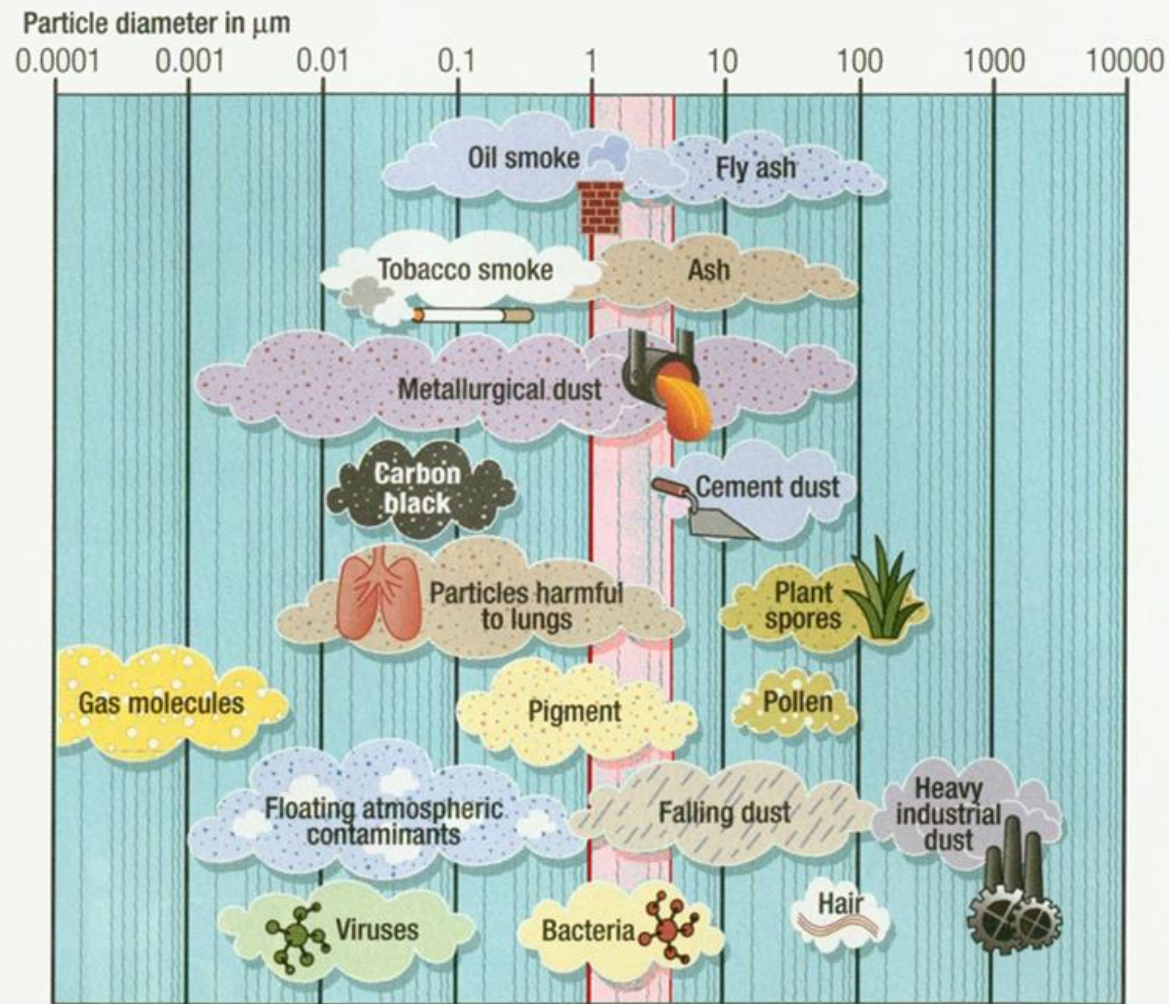 Particle diameter in μm
0.0001 0.001 0.01 0.1 1 10 100 1000 10000
Oil smoke
Fly ash
Tobacco smoke
Ash
Metallurgical dust
Carbon
black
Cement dust
Particles harmful
to lungs
Plant
spores
Gas molecules
Pigment
Pollen
Floating atmospheric
contaminants
Falling dust
Heavy
industrial
dust
Viruses
Bacteria
Hair